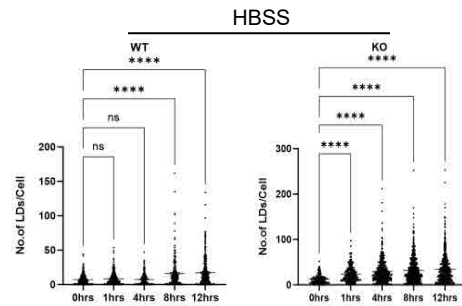 HBSS
WT
KO
****
****
ns
ns
****
****
****
****
No.of LDs/Cell
200
150
100
50
0
0hrs 1hrs 4hrs 8hrs 12hrs
No.of LDs/Cell
300
200
100
0
0hrs 1hrs 4hrs 8hrs 12hrs